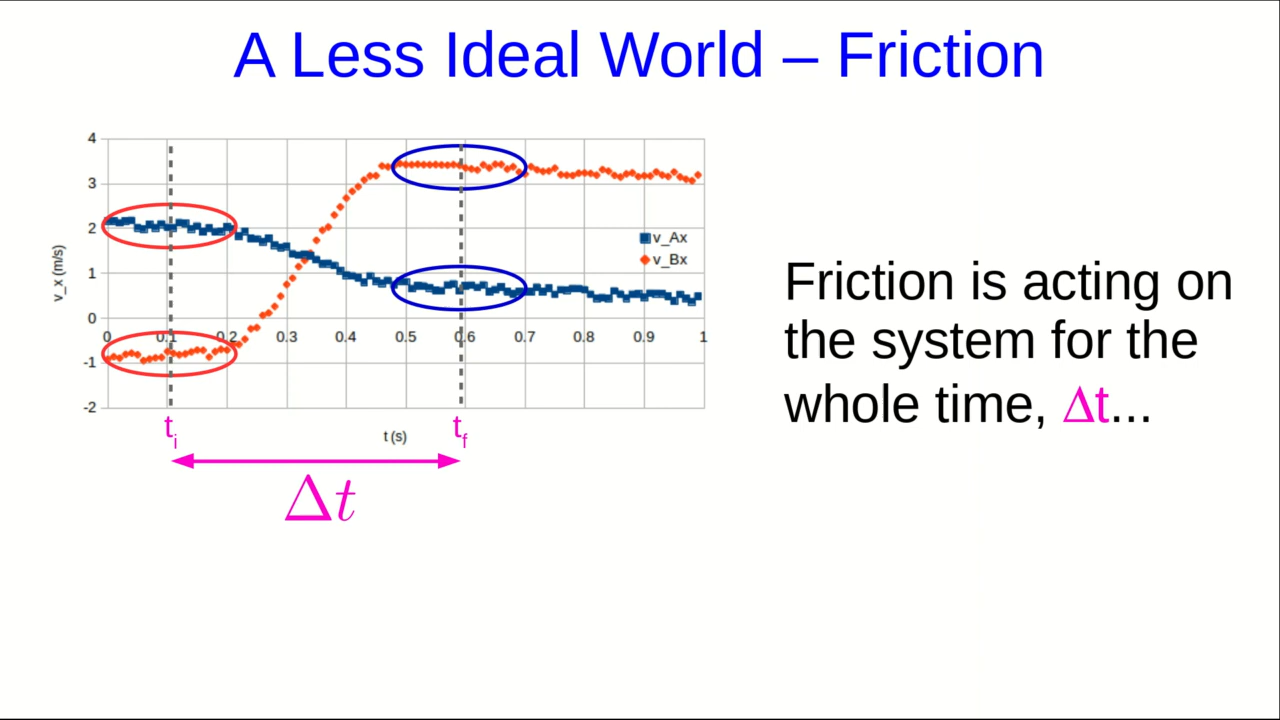 A Less Ideal World – Friction
4
3
2
1
0
-1
-2
v_x (m/s)
0 0.1 0.2 0.3 0.4 0.5 0.6 0.7 0.8 0.9 1
v_Ax
v_Bx
t (s)
tᵢ
t_f
Δt
Friction is acting on
the system for the
whole time, Δt...